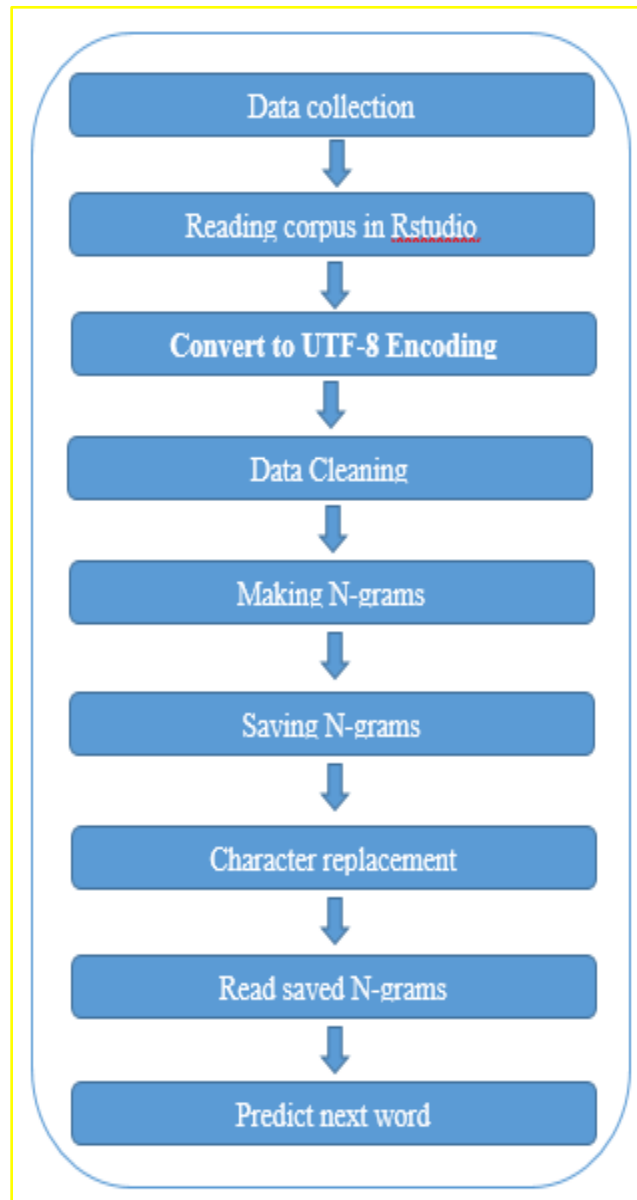 Data collection
Reading corpus in Rstudio
Convert to UTF-8 Encoding
Data Cleaning
Making N-grams
Saving N-grams
Character replacement
Read saved N-grams
Predict next word